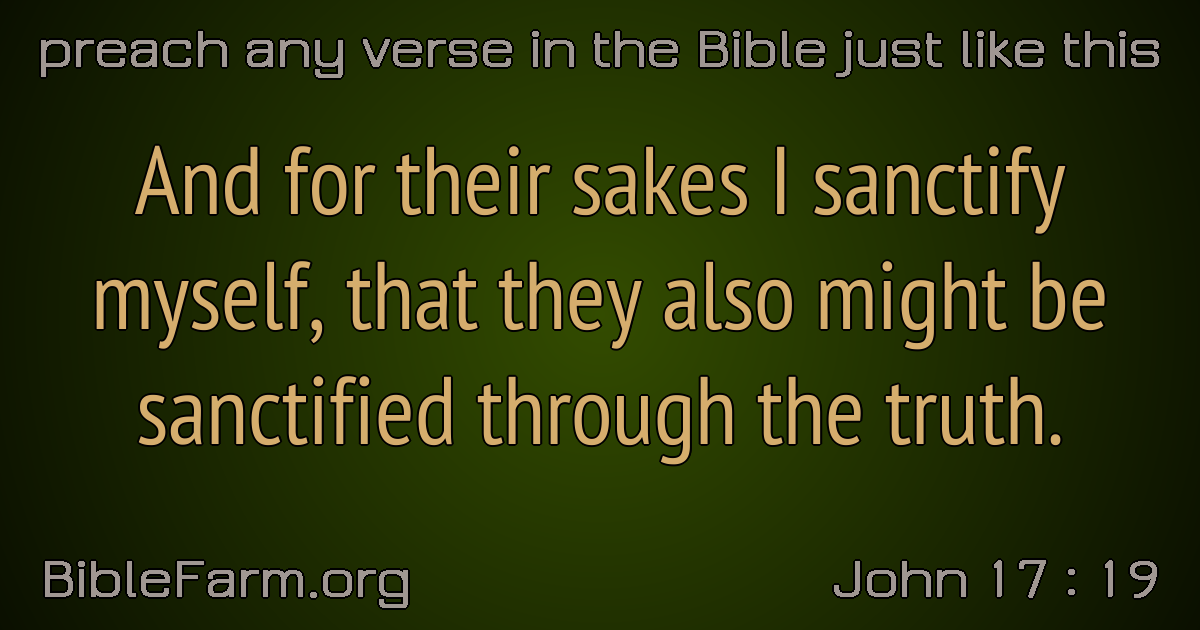 preach any verse in the Bible just like this
And for their sakes I sanctify
myself, that they also might be
sanctified through the truth.
BibleFarm.org
John 17 : 19